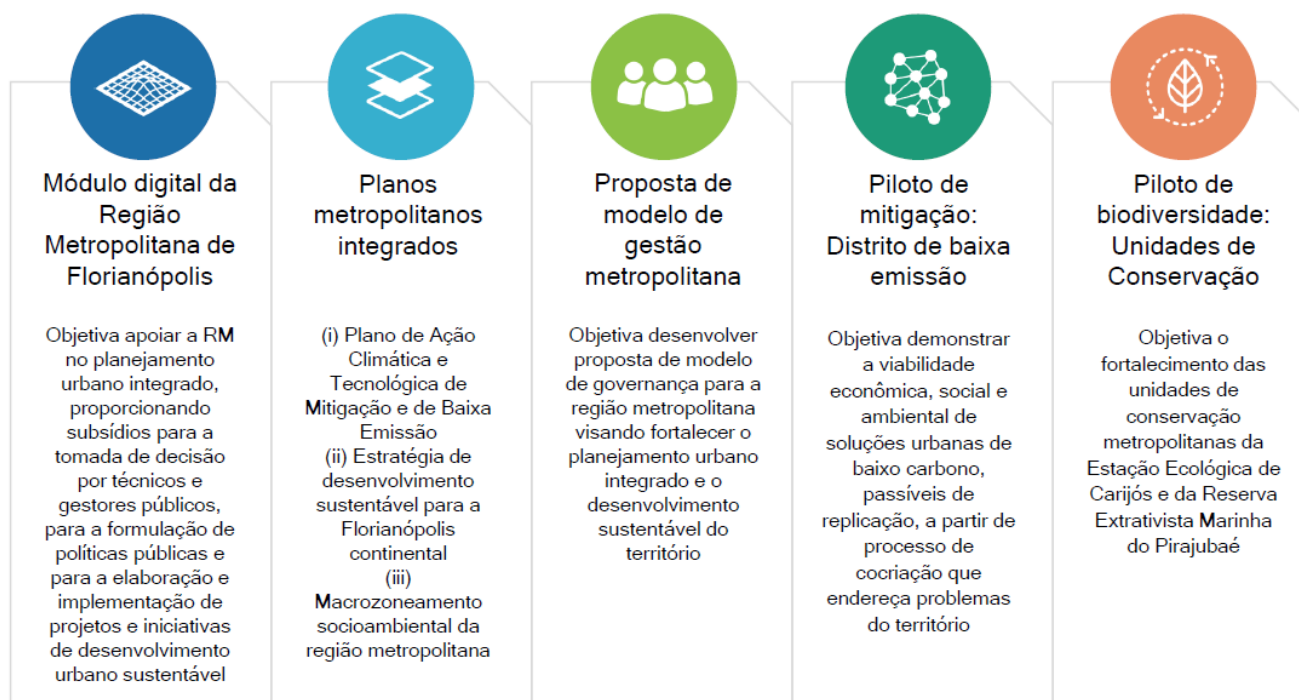 Módulo digital da
Região
Metropolitana de
Florianópolis
Objetiva apoiar a RM
no planejamento
urbano integrado,
proporcionando
subsídios para a
tomada de decisão
por técnicos e
gestores públicos,
para a formulação de
políticas públicas e
para a elaboração e
implementação de
projetos e iniciativas
de desenvolvimento
urbano sustentável
Planos
metropolitanos
integrados
(i) Plano de Ação
Climática e
Tecnológica de
Mitigação e de Baixa
Emissão
(ii) Estratégia de
desenvolvimento
sustentável para a
Florianópolis
continental
(iii)
Macrozoneamento
socioambiental da
região metropolitana
Proposta de
modelo de
gestão
metropolitana
Objetiva desenvolver
proposta de modelo
de governança para a
região metropolitana
visando fortalecer o
planejamento urbano
integrado e o
desenvolvimento
sustentável do
território
Piloto de
mitigação:
Distrito de baixa
emissão
Objetiva demonstrar
a viabilidade
econômica, social e
ambiental de
soluções urbanas de
baixo carbono,
passíveis de
replicação, a partir de
processo de
cocriação que
endereça problemas
do território
Piloto de
biodiversidade:
Unidades de
Conservação
Objetiva o
fortalecimento das
unidades de
conservação
metropolitanas da
Estação Ecológica de
Carijós e da Reserva
Extrativista Marinha
do Pirajubaé